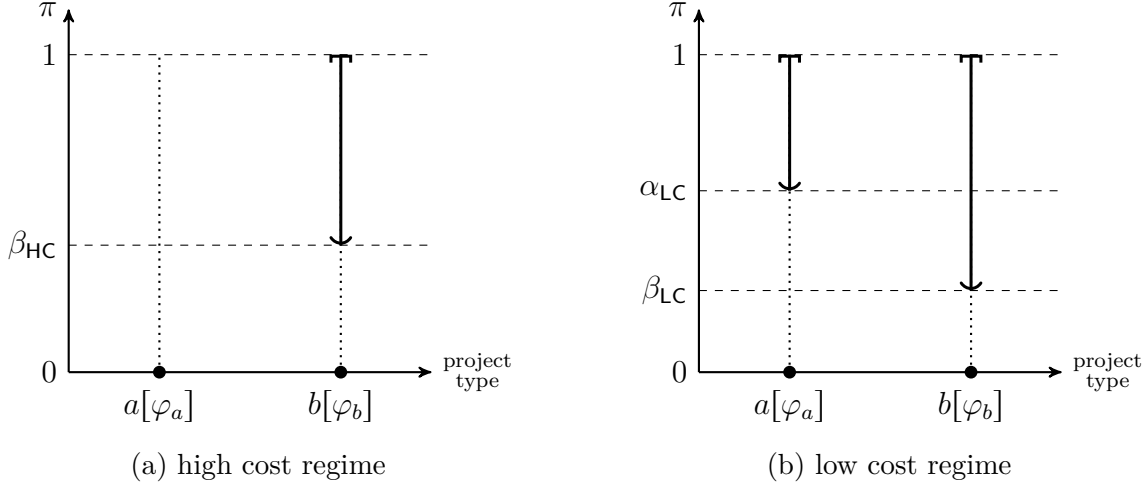 π
1
β_HC
0
a[φ_a]
b[φ_b]
project
type
(a) high cost regime
π
1
α_LC
β_LC
0
a[φ_a]
b[φ_b]
project
type
(b) low cost regime